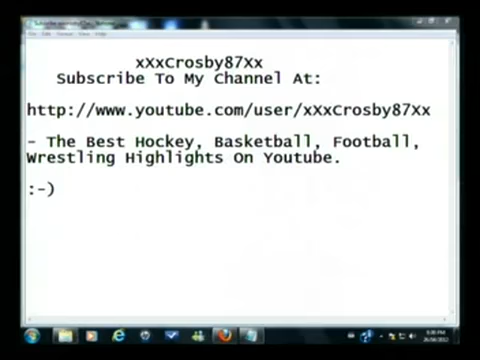 xXxCrosby87Xx
Subscribe To My Channel At:
http://www.youtube.com/user/xXxCrosby87Xx
- The Best Hockey, Basketball, Football,
Wrestling Highlights On Youtube.
:-)